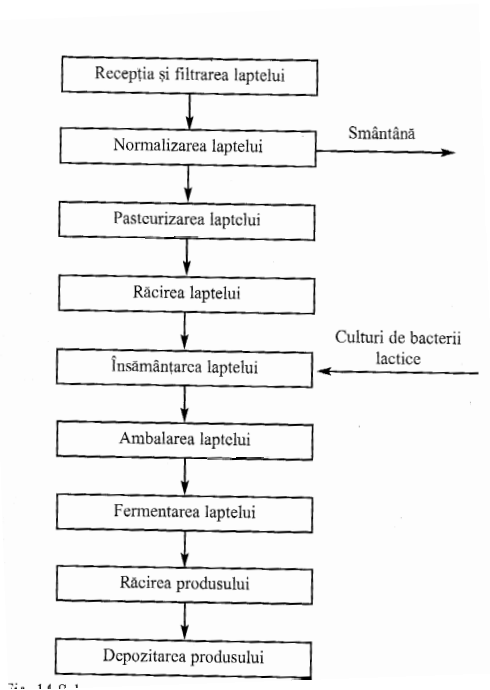 Recepția și filtrarea laptelui
Normalizarea laptelui
Smântână
Pasteurizarea laptelui
Răcirea laptelui
Culturi de bacterii
lactice
Însămânțarea laptelui
Ambalarea laptelui
Fermentarea laptelui
Răcirea produsului
Depozitarea produsului